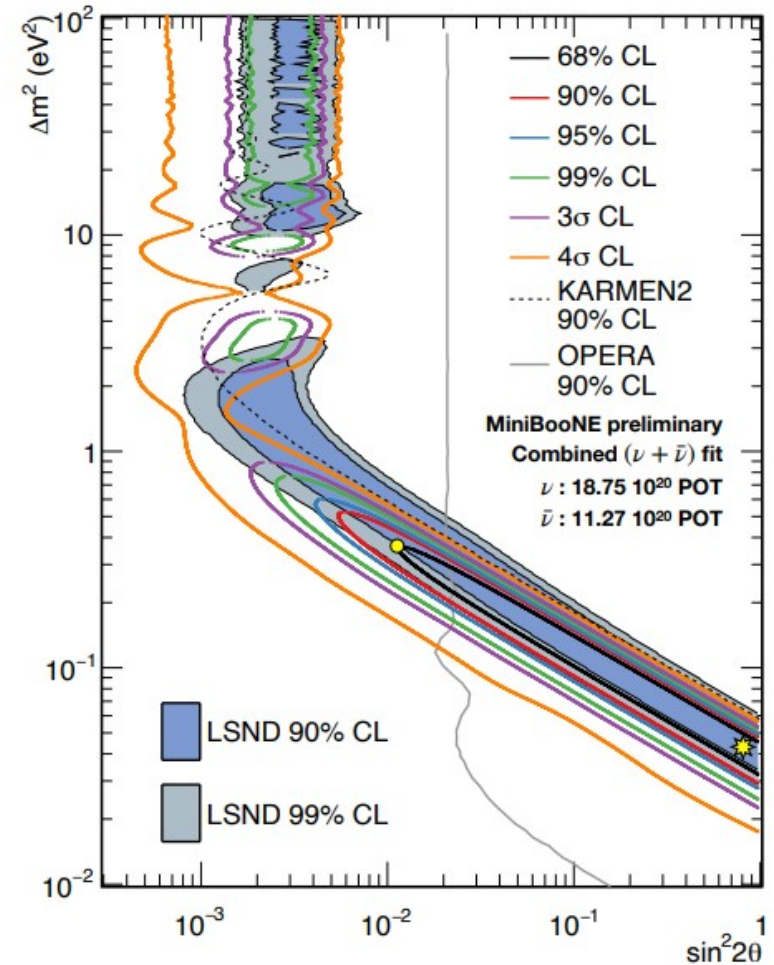 10²
Δm² (eV²)
10
1
10⁻¹
10⁻²
68% CL
90% CL
95% CL
99% CL
3σ CL
4σ CL
KARMEN2
90% CL
OPERA
90% CL
MiniBooNE preliminary
Combined (ν + ν̄) fit
ν : 18.75 10²⁰ POT
ν̄ : 11.27 10²⁰ POT
LSND 90% CL
LSND 99% CL
10⁻³
10⁻²
10⁻¹
1
sin²2θ